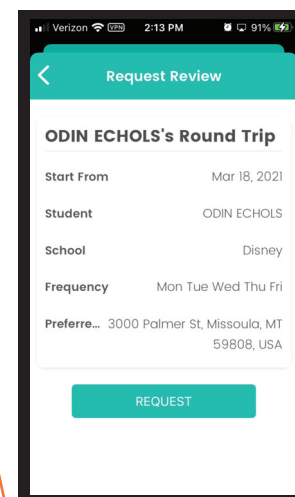 Verizon VPN 2:13 PM 91%
Request Review
ODIN ECHOLS's Round Trip
Start From Mar 18, 2021
Student ODIN ECHOLS
School Disney
Frequency Mon Tue Wed Thu Fri
Preferre... 3000 Palmer St, Missoula, MT
59808, USA
REQUEST